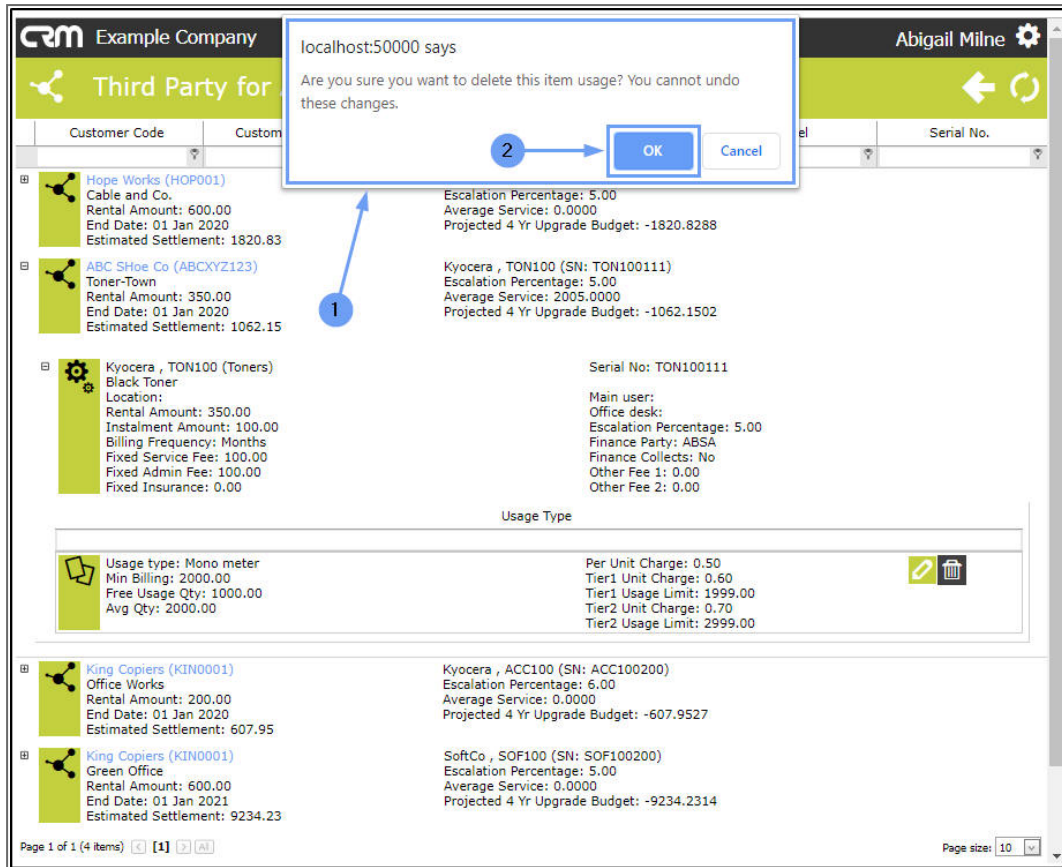 CRM Example Company
Abigail Milne
localhost:50000 says
Are you sure you want to delete this item usage? You cannot undo
these changes.
2
OK
Cancel
Third Party for
Customer Code
Serial No.
Hope Works (HOP001)
Cable and Co.
Escalation Percentage: 5.00
Rental Amount: 600.00
Average Service: 0.0000
End Date: 01 Jan 2020
Projected 4 Yr Upgrade Budget: -1820.8288
Estimated Settlement: 1820.83
1
ABC SHoe Co (ABCXYZ123)
Kyocera , TON100 (SN: TON100111)
Toner-Town
Escalation Percentage: 5.00
Rental Amount: 350.00
Average Service: 2005.0000
End Date: 01 Jan 2020
Projected 4 Yr Upgrade Budget: -1062.1502
Estimated Settlement: 1062.15
Kyocera , TON100 (Toners)
Serial No: TON100111
Black Toner
Location:
Main user:
Rental Amount: 350.00
Office desk:
Instalment Amount: 100.00
Escalation Percentage: 5.00
Billing Frequency: Months
Finance Party: ABSA
Fixed Service Fee: 100.00
Finance Collects: No
Fixed Admin Fee: 100.00
Other Fee 1: 0.00
Fixed Insurance: 0.00
Other Fee 2: 0.00
Usage Type
Usage type: Mono meter
Per Unit Charge: 0.50
Min Billing: 2000.00
Tier1 Unit Charge: 0.60
Free Usage Qty: 1000.00
Tier1 Usage Limit: 1999.00
Avg Qty: 2000.00
Tier2 Unit Charge: 0.70
Tier2 Usage Limit: 2999.00
King Copiers (KIN0001)
Kyocera , ACC100 (SN: ACC100200)
Office Works
Escalation Percentage: 6.00
Rental Amount: 200.00
Average Service: 0.0000
End Date: 01 Jan 2020
Projected 4 Yr Upgrade Budget: -607.9527
Estimated Settlement: 607.95
King Copiers (KIN0001)
SoftCo , SOF100 (SN: SOF100200)
Green Office
Escalation Percentage: 5.00
Rental Amount: 600.00
Average Service: 0.0000
End Date: 01 Jan 2021
Projected 4 Yr Upgrade Budget: -9234.2314
Estimated Settlement: 9234.23
Page 1 of 1 (4 items) [1] All
Page size: 10